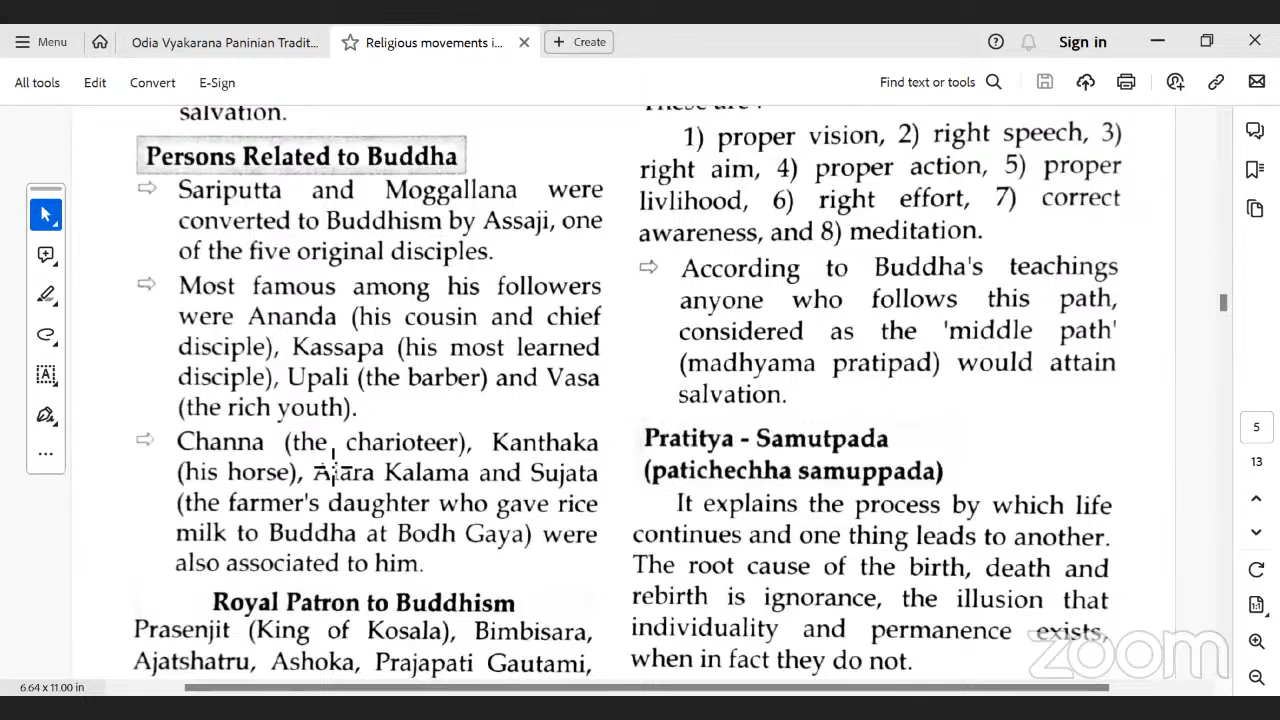 Menu
Odia Vyakarana Paninian Tradit...
Religious movements i...
Create
Sign in
All tools
Edit
Convert
E-Sign
Find text or tools
salvation.
Persons Related to Buddha
Sariputta and Moggallana were
converted to Buddhism by Assaji, one
of the five original disciples.
Most famous among his followers
were Ananda (his cousin and chief
disciple), Kassapa (his most learned
disciple), Upali (the barber) and Vasa
(the rich youth).
Channa (the charioteer), Kanthaka
(his horse), Alara Kalama and Sujata
(the farmer's daughter who gave rice
milk to Buddha at Bodh Gaya) were
also associated to him.
Royal Patron to Buddhism
Prasenjit (King of Kosala), Bimbisara,
Ajatshatru, Ashoka, Prajapati Gautami,
These are :
1) proper vision, 2) right speech, 3)
right aim, 4) proper action, 5) proper
livlihood, 6) right effort, 7) correct
awareness, and 8) meditation.
According to Buddha's teachings
anyone who follows this path,
considered as the 'middle path'
(madhyama pratipad) would attain
salvation.
Pratitya - Samutpada
(patichechha samuppada)
It explains the process by which life
continues and one thing leads to another.
The root cause of the birth, death and
rebirth is ignorance, the illusion that
individuality and permanence exists,
when in fact they do not.
5
13
6.64 x 11.00 in
zoom